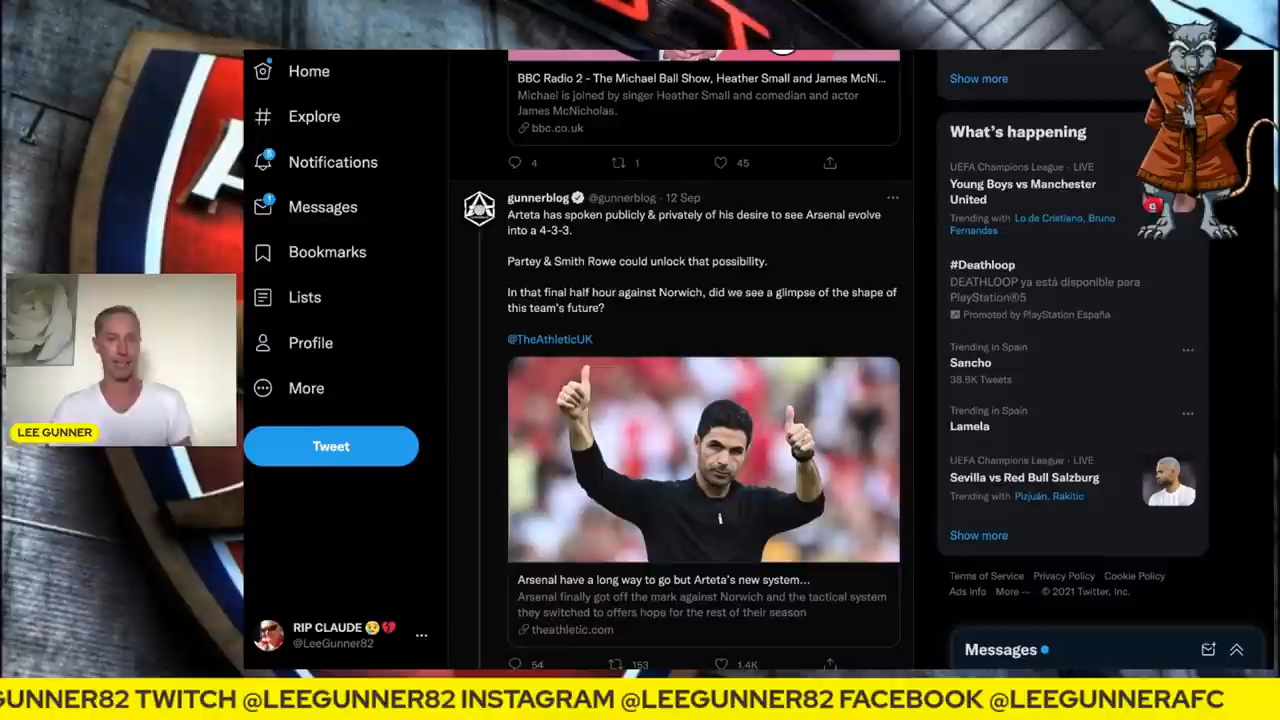 Home
Explore
Notifications
Messages
Bookmarks
Lists
Profile
More
Tweet
RIP CLAUDE 😢💔
@LeeGunner82
LEE GUNNER
BBC Radio 2 - The Michael Ball Show, Heather Small and James McNi...
Michael is joined by singer Heather Small and comedian and actor
James McNicholas.
bbc.co.uk
4
1
45
gunnerblog @gunnerblog · 12 Sep
Arteta has spoken publicly & privately of his desire to see Arsenal evolve
into a 4-3-3.
Partey & Smith Rowe could unlock that possibility.
In that final half hour against Norwich, did we see a glimpse of the shape of
this team's future?
@TheAthleticUK
Arsenal have a long way to go but Arteta's new system...
Arsenal finally got off the mark against Norwich and the tactical system
they switched to offers hope for the rest of their season
theathletic.com
54
153
1.4K
Show more
What's happening
UEFA Champions League · LIVE
Young Boys vs Manchester
United
Trending with Lo de Cristiano, Bruno
Fernandes
#Deathloop
DEATHLOOP ya está disponible para
PlayStation®5
Promoted by PlayStation España
Trending in Spain
Sancho
38.8K Tweets
Trending in Spain
Lamela
UEFA Champions League · LIVE
Sevilla vs Red Bull Salzburg
Trending with Pizjuán, Rakitic
Show more
Terms of Service Privacy Policy Cookie Policy
Ads Info More ··· © 2021 Twitter, Inc.
Messages
GUNNER82 TWITCH @LEEGUNNER82 INSTAGRAM @LEEGUNNER82 FACEBOOK @LEEGUNNERAFC